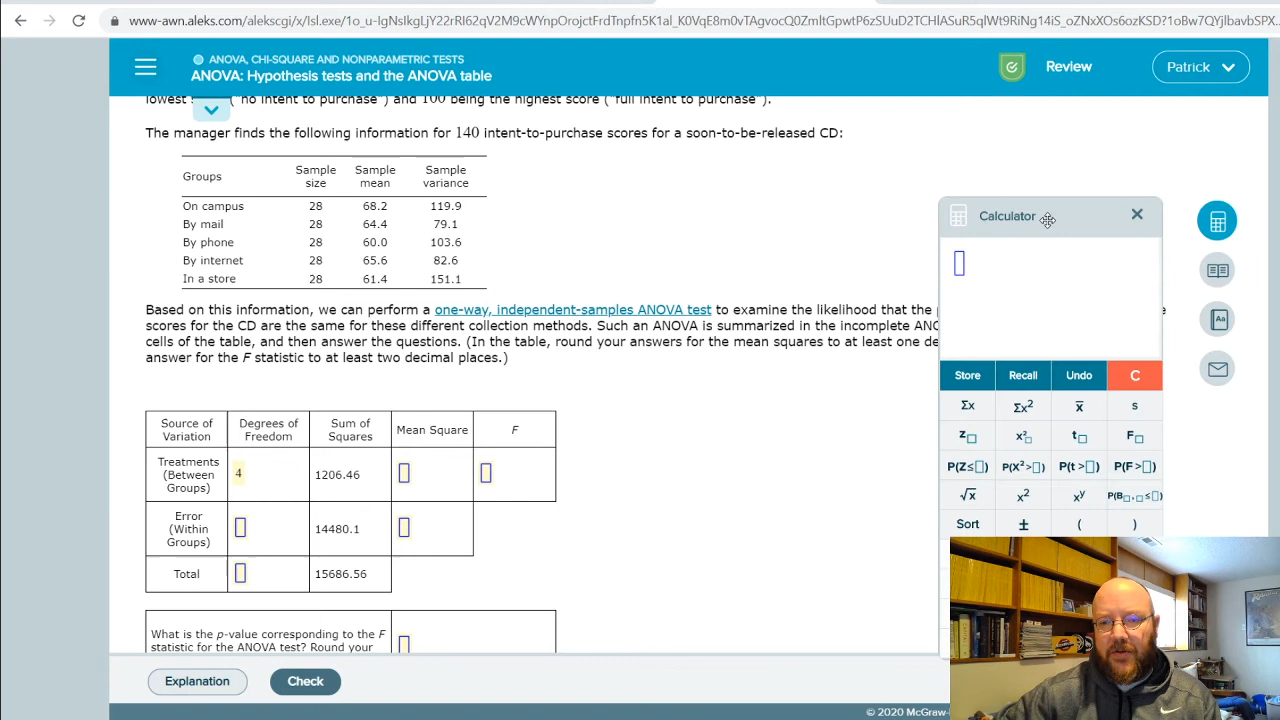 www-awn.aleks.com/alekscgi/x/Isl.exe/1o_u-IgNsIkgLjY22rRI62qV2M9cWYnpOrojctFrdTnpfn5K1al_K0VqE8m0vTAgvocQ0ZmltGpwtP6zSUuD2TCHlASuR5qlWt9RiNg14iS_oZNxXOs6ozKSD?1oBw7QYjlbavbSPX
ANOVA, CHI-SQUARE AND NONPARAMETRIC TESTS
ANOVA: Hypothesis tests and the ANOVA table
Review
Patrick
lowest s ("no intent to purchase") and 100 being the highest score ("full intent to purchase").
The manager finds the following information for 140 intent-to-purchase scores for a soon-to-be-released CD:
Groups Sample size Sample mean Sample variance
On campus 28 68.2 119.9
By mail 28 64.4 79.1
By phone 28 60.0 103.6
By internet 28 65.6 82.6
In a store 28 61.4 151.1
Based on this information, we can perform a one-way, independent-samples ANOVA test to examine the likelihood that the
scores for the CD are the same for these different collection methods. Such an ANOVA is summarized in the incomplete ANO
cells of the table, and then answer the questions. (In the table, round your answers for the mean squares to at least one de
answer for the F statistic to at least two decimal places.)
Source of Variation Degrees of Freedom Sum of Squares Mean Square F
Treatments (Between Groups) 4 1206.46
Error (Within Groups) 14480.1
Total 15686.56
What is the p-value corresponding to the F
statistic for the ANOVA test? Round your
Calculator
Store Recall Undo C
Σx Σx² x̄ s
z x² t F
P(Z≤ ) P(X²> ) P(t > ) P(F > )
√x x² xʸ P(B , ≤ )
Sort ± ( )
Explanation
Check
© 2020 McGraw-